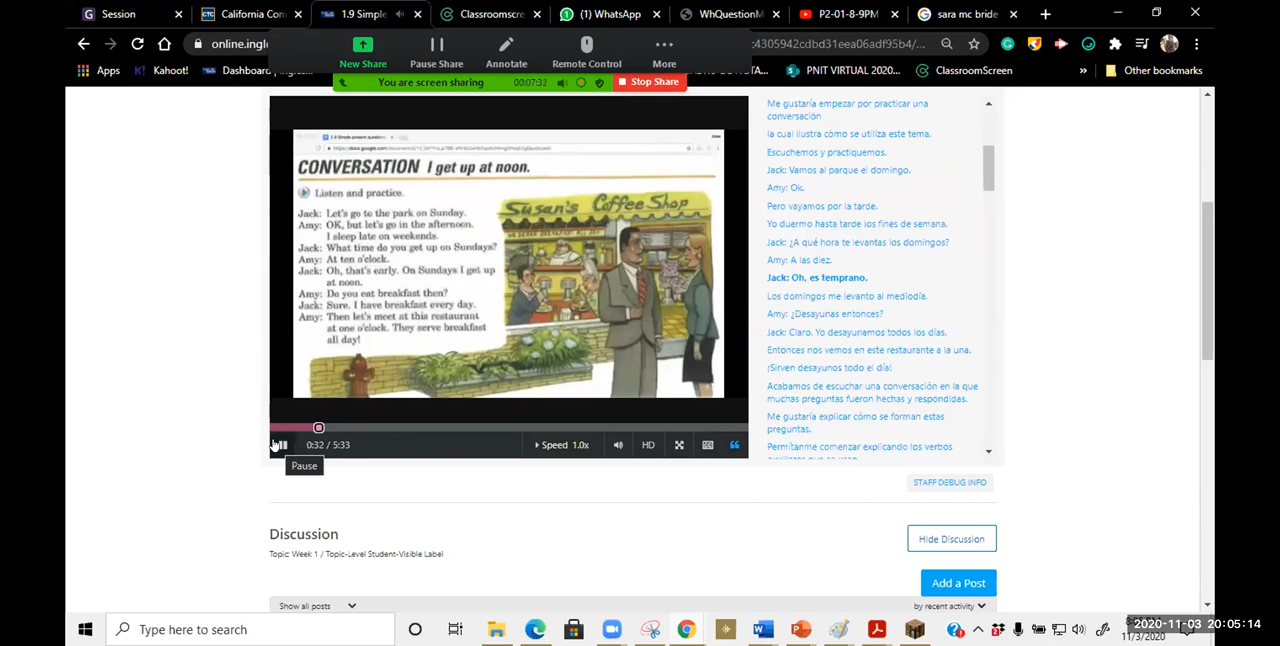 Session
California Com
1.9 Simple
Classroomscre
(1) WhatsApp
WhQuestionM
P2-01-8-9PM
sara mc bride
online.ingl
4305942cdbd31eea06adf95b4/...
New Share
Pause Share
Annotate
Remote Control
More
Apps
Kahoot!
Dashboard
PNIT VIRTUAL 2020...
ClassroomScreen
Other bookmarks
You are screen sharing
00:07:32
Stop Share
CONVERSATION I get up at noon.
Listen and practice.
Jack: Let's go to the park on Sunday.
Amy: OK, but let's go in the afternoon.
I sleep late on weekends.
Jack: What time do you get up on Sundays?
Amy: At ten o'clock.
Jack: Oh, that's early. On Sundays I get up
at noon.
Amy: Do you eat breakfast then?
Jack: Sure. I have breakfast every day.
Amy: Then let's meet at this restaurant
at one o'clock. They serve breakfast
all day!
Susan's Coffee Shop
Me gustaría empezar por practicar una
conversación
la cual ilustra cómo se utiliza este tema.
Escuchemos y practiquemos.
Jack: Vamos al parque el domingo.
Amy: Ok.
Pero vayamos por la tarde.
Yo duermo hasta tarde los fines de semana.
Jack: ¿A qué hora te levantas los domingos?
Amy: A las diez.
Jack: Oh, es temprano.
Los domingos me levanto al mediodía.
Amy: ¿Desayunas entonces?
Jack: Claro. Yo desayunamos todos los días.
Entonces nos vemos en este restaurante a la una.
¡Sirven desayunos todo el día!
Acabamos de escuchar una conversación en la que
muchas preguntas fueron hechas y respondidas.
Me gustaría explicar cómo se forman estas
preguntas.
Permítanme comenzar explicando los verbos
0:32 / 5:33
Speed 1.0x
HD
Pause
STAFF DEBUG INFO
Discussion
Topic: Week 1 / Topic-Level Student-Visible Label
Hide Discussion
Add a Post
Show all posts
by recent activity
Type here to search
2020-11-03 20:05:14
11/3/2020